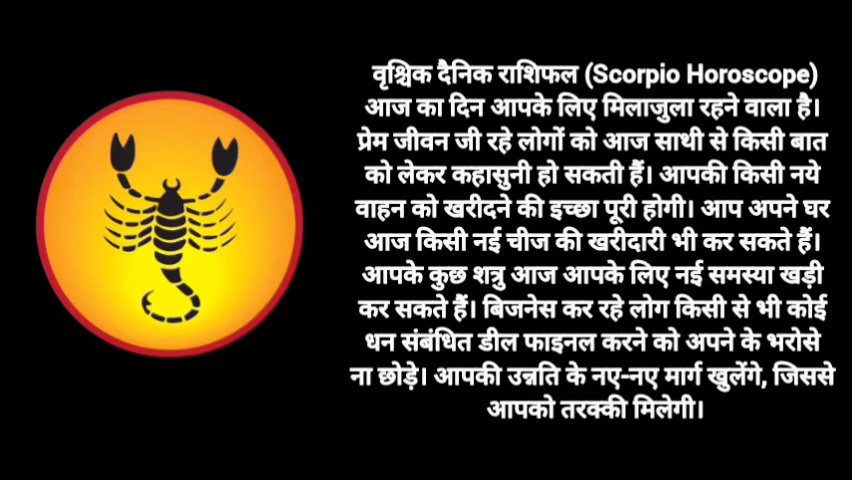 वृश्चिक दैनिक राशिफल (Scorpio Horoscope)
आज का दिन आपके लिए मिलाजुला रहने वाला है।
प्रेम जीवन जी रहे लोगों को आज साथी से किसी बात
को लेकर कहासुनी हो सकती हैं। आपकी किसी नये
वाहन को खरीदने की इच्छा पूरी होगी। आप अपने घर
आज किसी नई चीज की खरीदारी भी कर सकते हैं।
आपके कुछ शत्रु आज आपके लिए नई समस्या खड़ी
कर सकते हैं। बिजनेस कर रहे लोग किसी से भी कोई
धन संबंधित डील फाइनल करने को अपने के भरोसे
ना छोड़े। आपकी उन्नति के नए-नए मार्ग खुलेंगे, जिससे
आपको तरक्की मिलेगी।